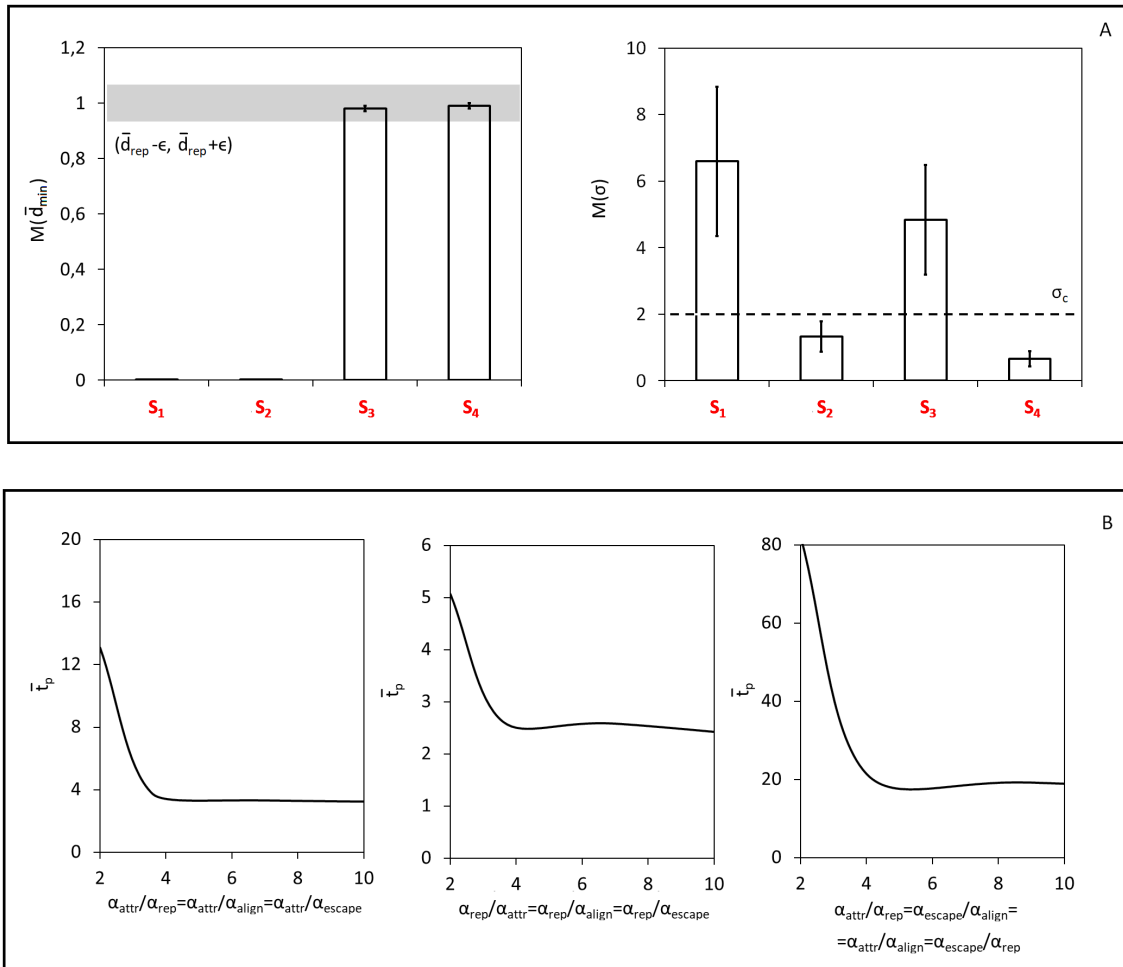 A
1,2
1
0,8
0,6
0,4
0,2
0
M(d̄min)
(d̄rep-ϵ, d̄rep+ϵ)
S1 S2 S3 S4
10
8
6
4
2
0
M(σ)
σc
S1 S2 S3 S4
B
20
16
12
8
4
0
t̄p
2 4 6 8 10
αattr/αrep=αattr/αalign=αattr/αescape
6
5
4
3
2
1
0
t̄p
2 4 6 8 10
αrep/αattr=αrep/αalign=αrep/αescape
80
60
40
20
0
t̄p
2 4 6 8 10
αattr/αrep=αescape/αalign=
=αattr/αalign=αescape/αrep